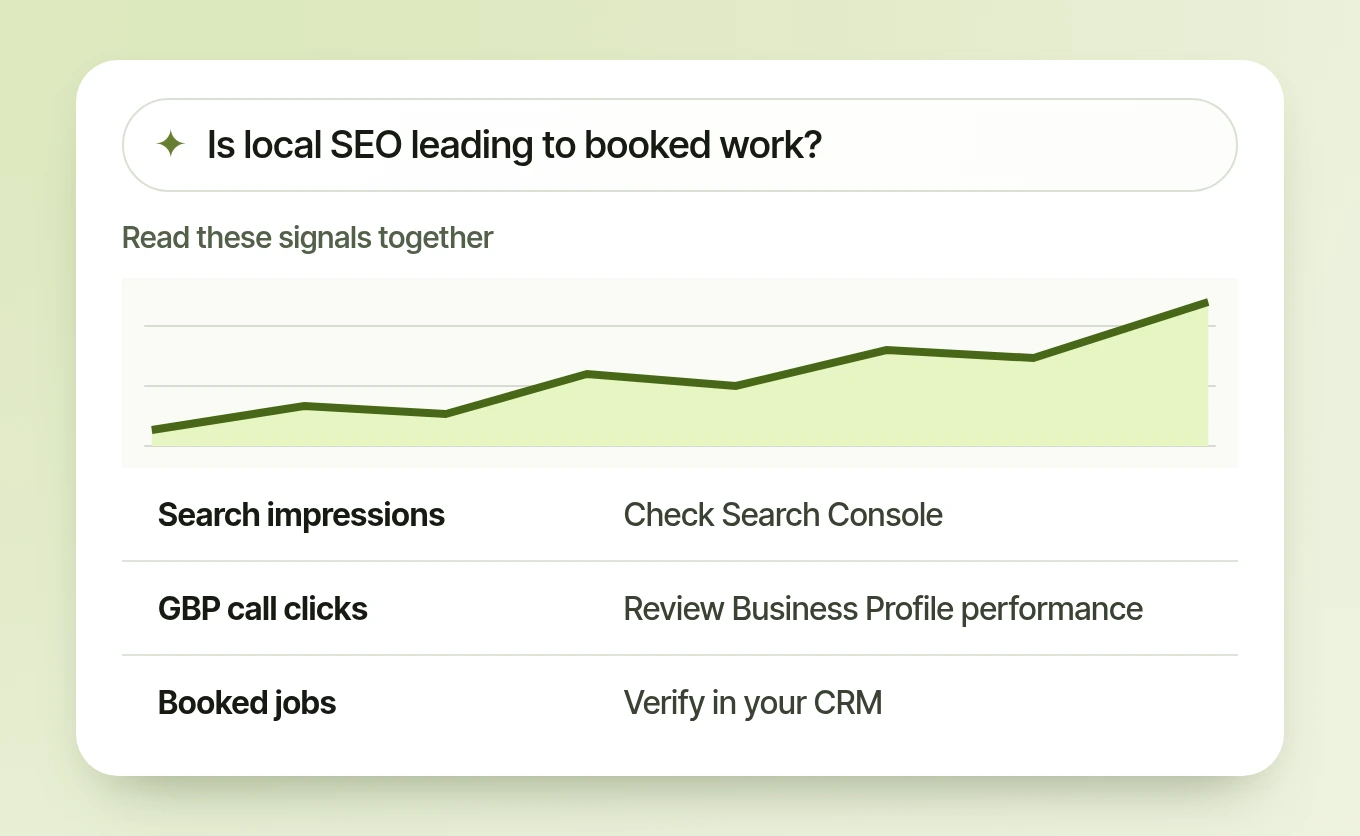 Is local SEO leading to booked work?
Read these signals together
Search impressions Check Search Console
GBP call clicks Review Business Profile performance
Booked jobs Verify in your CRM